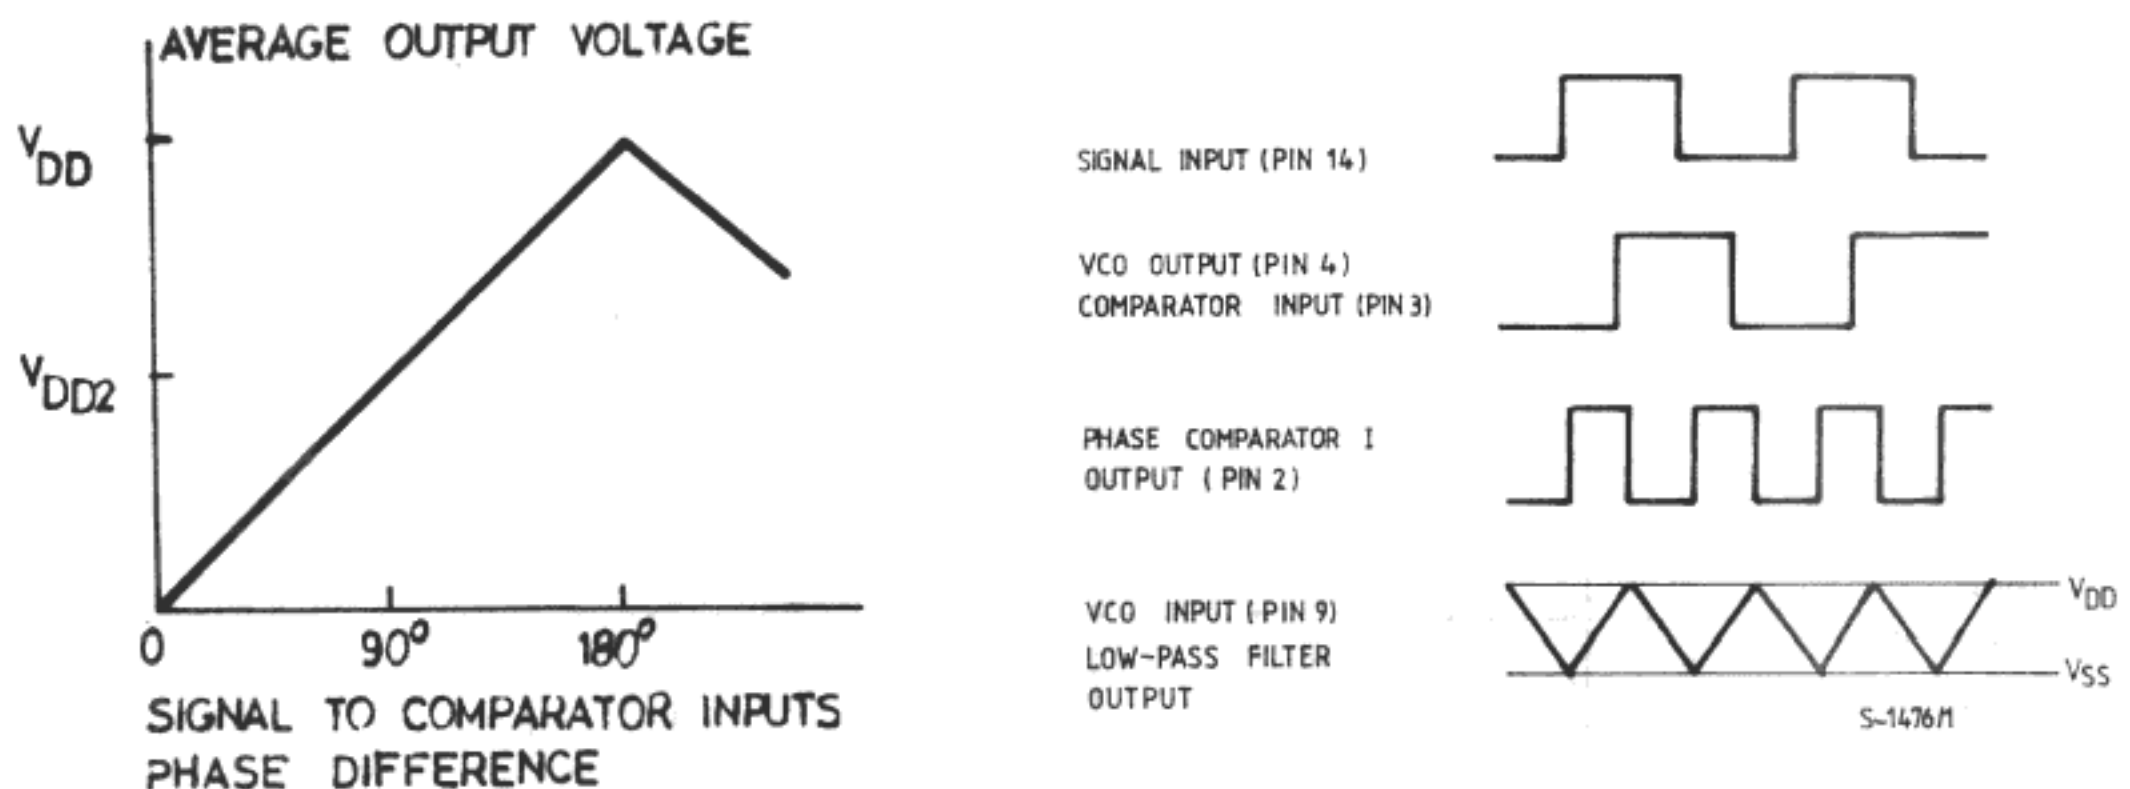 AVERAGE OUTPUT VOLTAGE
VDD
VDD2
0 90° 180°
SIGNAL TO COMPARATOR INPUTS
PHASE DIFFERENCE
SIGNAL INPUT (PIN 14)
VCO OUTPUT (PIN 4)
COMPARATOR INPUT (PIN 3)
PHASE COMPARATOR I
OUTPUT (PIN 2)
VCO INPUT (PIN 9)
LOW-PASS FILTER
OUTPUT
VDD
VSS
S-1476/1